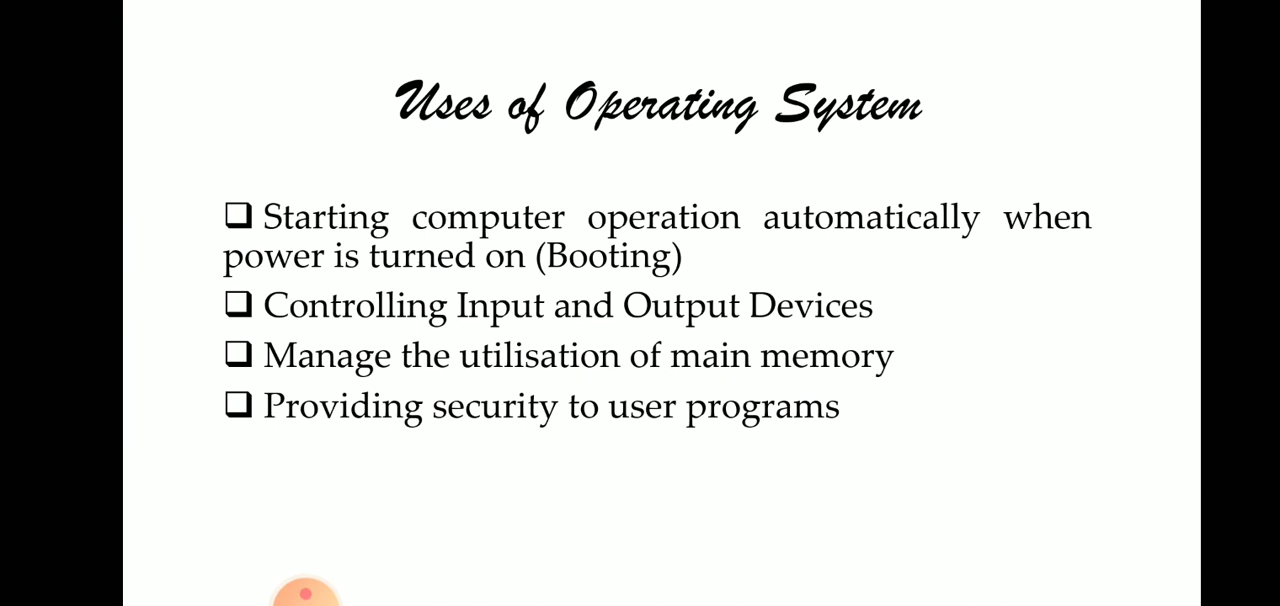 Uses of Operating System
❑ Starting computer operation automatically when
power is turned on (Booting)
❑ Controlling Input and Output Devices
❑ Manage the utilisation of main memory
❑ Providing security to user programs